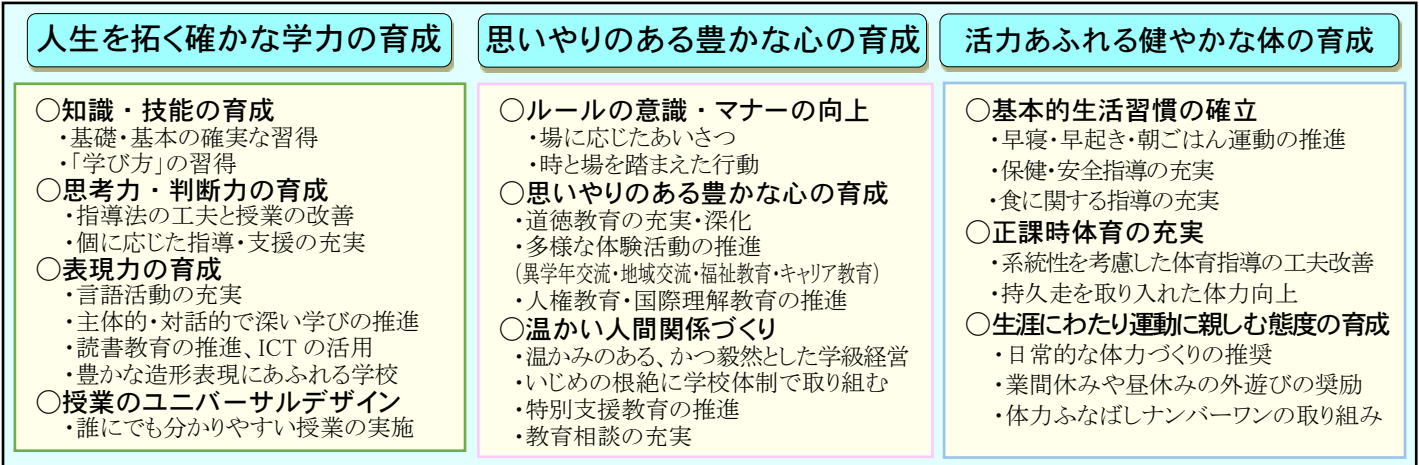 人生を拓く確かな学力の育成
○知識・技能の育成
・基礎・基本の確実な習得
・「学び方」の習得
○思考力・判断力の育成
・指導法の工夫と授業の改善
・個に応じた指導・支援の充実
○表現力の育成
・言語活動の充実
・主体的・対話的で深い学びの推進
・読書教育の推進、ICT の活用
・豊かな造形表現にあふれる学校
○授業のユニバーサルデザイン
・誰にでも分かりやすい授業の実施
思いやりのある豊かな心の育成
○ルールの意識・マナーの向上
・場に応じたあいさつ
・時と場を踏まえた行動
○思いやりのある豊かな心の育成
・道徳教育の充実・深化
・多様な体験活動の推進
(異学年交流・地域交流・福祉教育・キャリア教育)
・人権教育・国際理解教育の推進
○温かい人間関係づくり
・温かみのある、かつ毅然とした学級経営
・いじめの根絶に学校体制で取り組む
・特別支援教育の推進
・教育相談の充実
活力あふれる健やかな体の育成
○基本的生活習慣の確立
・早寝・早起き・朝ごはん運動の推進
・保健・安全指導の充実
・食に関する指導の充実
○正課時体育の充実
・系統性を考慮した体育指導の工夫改善
・持久走を取り入れた体力向上
○生涯にわたり運動に親しむ態度の育成
・日常的な体力づくりの推奨
・業間休みや昼休みの外遊びの奨励
・体力ふなばしナンバーワンの取り組み